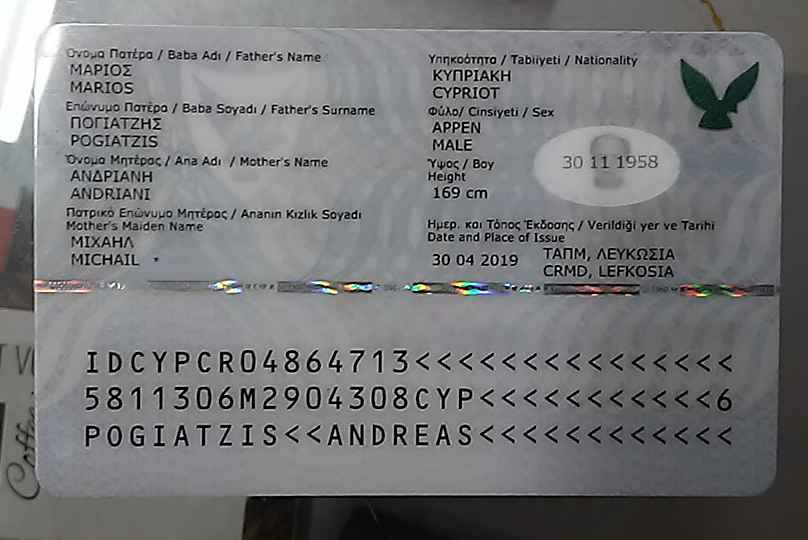 Όνομα Πατέρα / Baba Adı / Father's Name
ΜΑΡΙΟΣ
MARIOS
Επώνυμο Πατέρα / Baba Soyadı / Father's Surname
ΠΟΓΙΑΤΖΗΣ
POGIATZIS
Όνομα Μητέρας / Ana Adı / Mother's Name
ΑΝΔΡΙΑΝΗ
ANDRIANI
Πατρικό Επώνυμο Μητέρας / Ananın Kızlık Soyadı
Mother's Maiden Name
ΜΙΧΑΗΛ
MICHAIL
Υπηκοότητα / Tabiiyeti / Nationality
ΚΥΠΡΙΑΚΗ
CYPRIOT
Φύλο/ Cinsiyeti / Sex
ΑΡΡΕΝ
MALE
Ύψος / Boy
Height
169 cm
30 11 1958
Ημερ. και Τόπος Έκδοσης / Verildiği yer ve Tarihi
Date and Place of Issue
30 04 2019
ΤΑΠΜ, ΛΕΥΚΩΣΙΑ
CRMD, LEFKOSIA
IDCYPCR04864713<<<<<<<<<<<<<<<
5811306M2904308CYP<<<<<<<<<<<6
POGIATZIS<<ANDREAS<<<<<<<<<<<<
Coffee